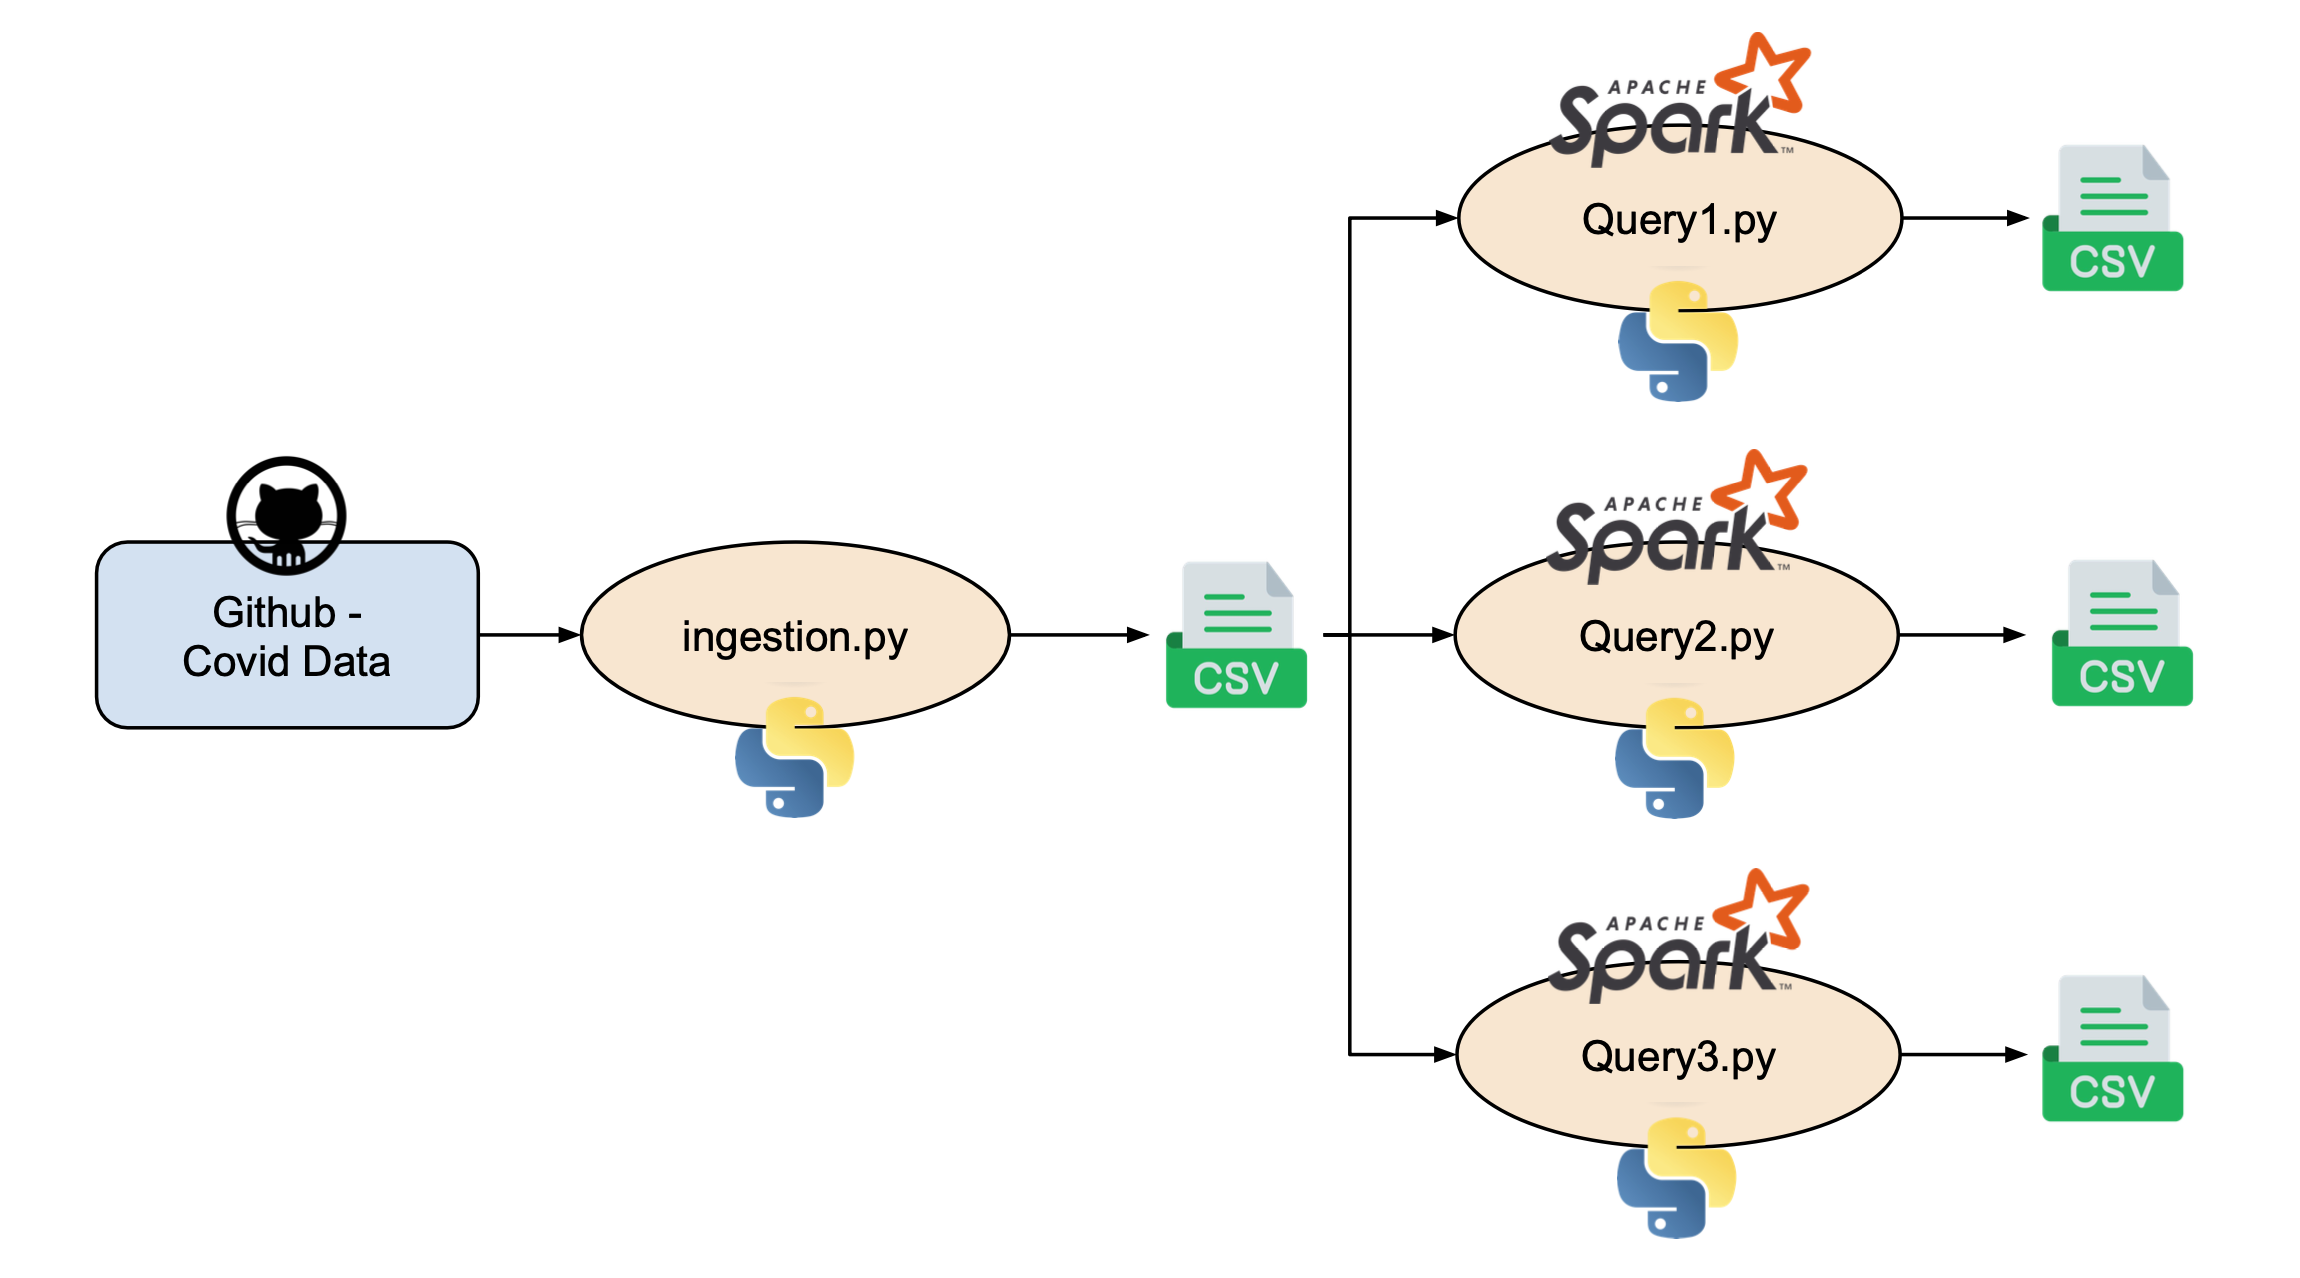 Github -
Covid Data
ingestion.py
CSV
APACHE
Spark™
Query1.py
CSV
APACHE
Spark™
Query2.py
CSV
APACHE
Spark™
Query3.py
CSV